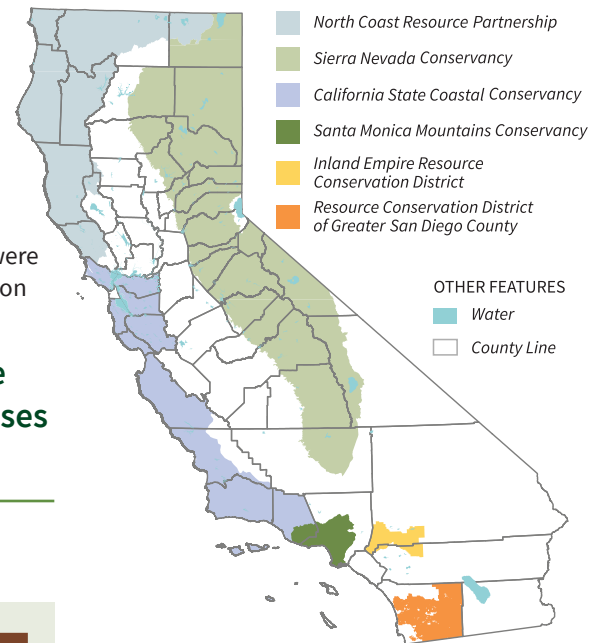 North Coast Resource Partnership
Sierra Nevada Conservancy
California State Coastal Conservancy
Santa Monica Mountains Conservancy
Inland Empire Resource
Conservation District
Resource Conservation District
of Greater San Diego County
were
on
e
ses
OTHER FEATURES
Water
County Line